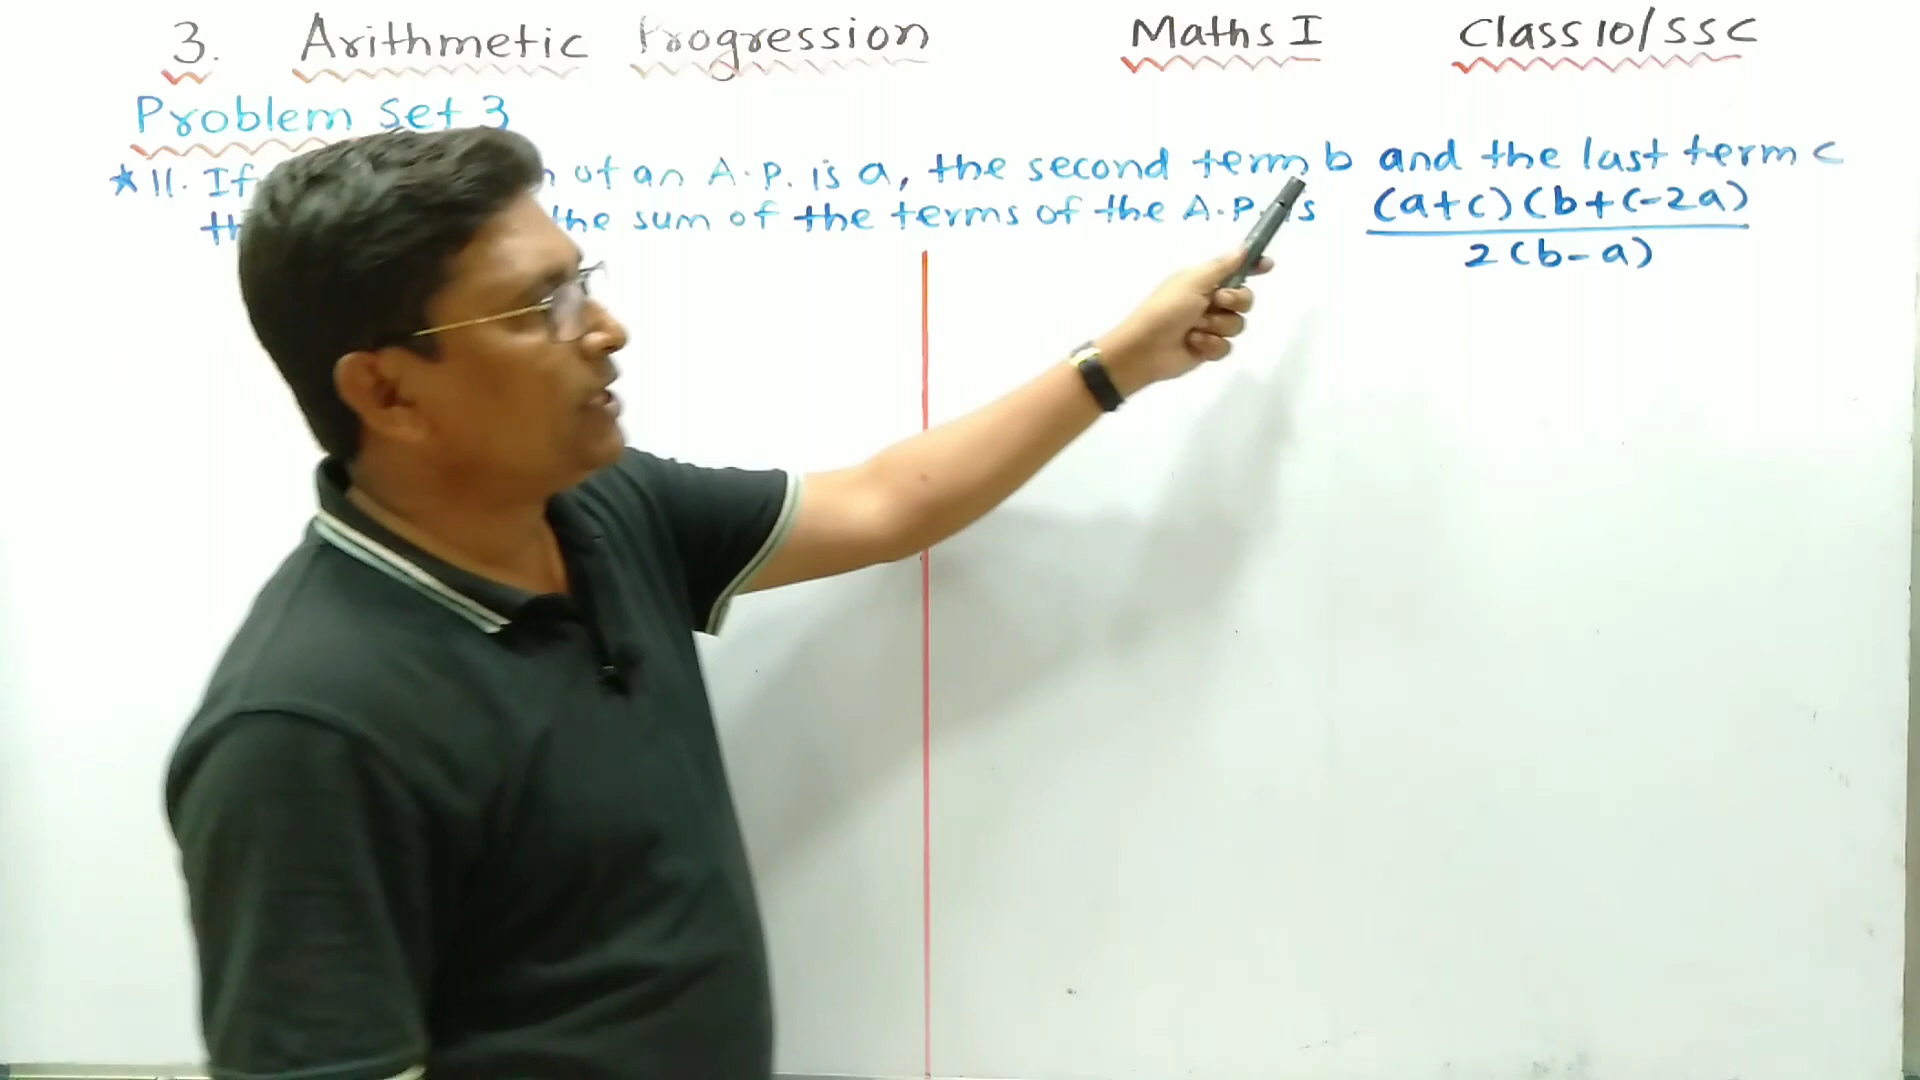 3. Arithmetic Progression Maths I Class 10/SSC
Problem Set 3
★ 11. If of an A.P. is a, the second term b and the last term c
the sum of the terms of the A.P. is (a+c)(b+c-2a)
2(b-a)